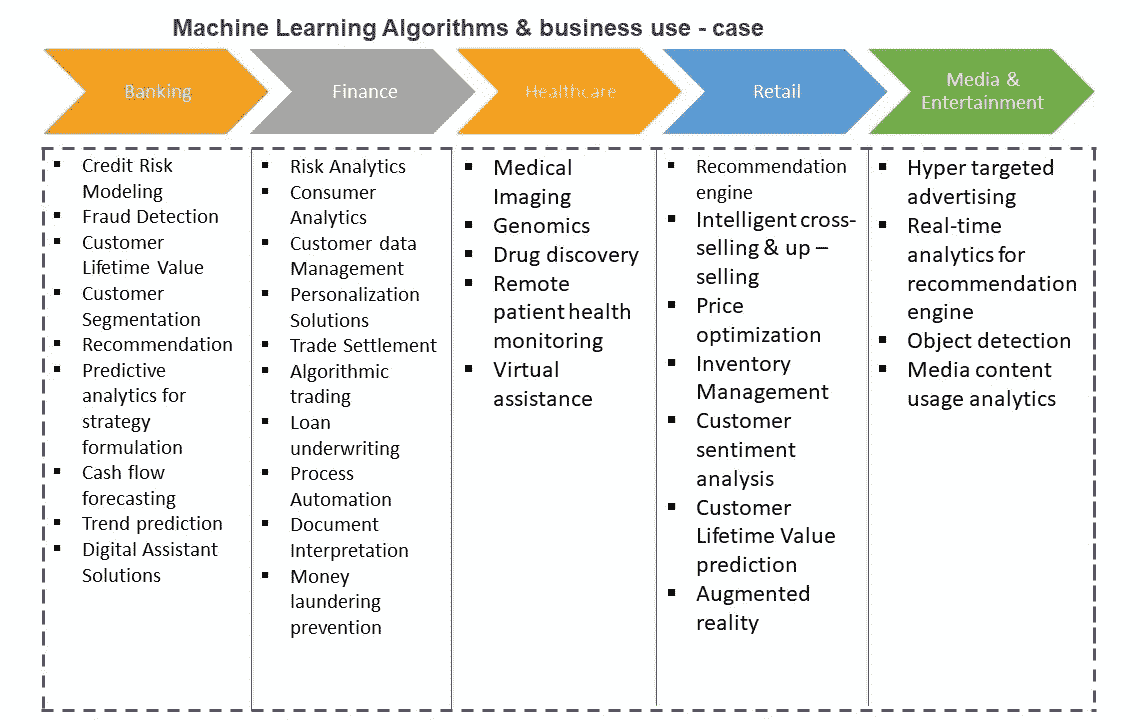 Machine Learning Algorithms & business use - case
Banking
Finance
Healthcare
Retail
Media &
Entertainment
▪ Credit Risk
Modeling
▪ Fraud Detection
▪ Customer
Lifetime Value
▪ Customer
Segmentation
▪ Recommendation
▪ Predictive
analytics for
strategy
formulation
▪ Cash flow
forecasting
▪ Trend prediction
▪ Digital Assistant
Solutions
▪ Risk Analytics
▪ Consumer
Analytics
▪ Customer data
Management
▪ Personalization
Solutions
▪ Trade Settlement
▪ Algorithmic
trading
▪ Loan
underwriting
▪ Process
Automation
▪ Document
Interpretation
▪ Money
laundering
prevention
▪ Medical
Imaging
▪ Genomics
▪ Drug discovery
▪ Remote
patient health
monitoring
▪ Virtual
assistance
▪ Recommendation
engine
▪ Intelligent cross-
selling & up –
selling
▪ Price
optimization
▪ Inventory
Management
▪ Customer
sentiment
analysis
▪ Customer
Lifetime Value
prediction
▪ Augmented
reality
▪ Hyper targeted
advertising
▪ Real-time
analytics for
recommendation
engine
▪ Object detection
▪ Media content
usage analytics